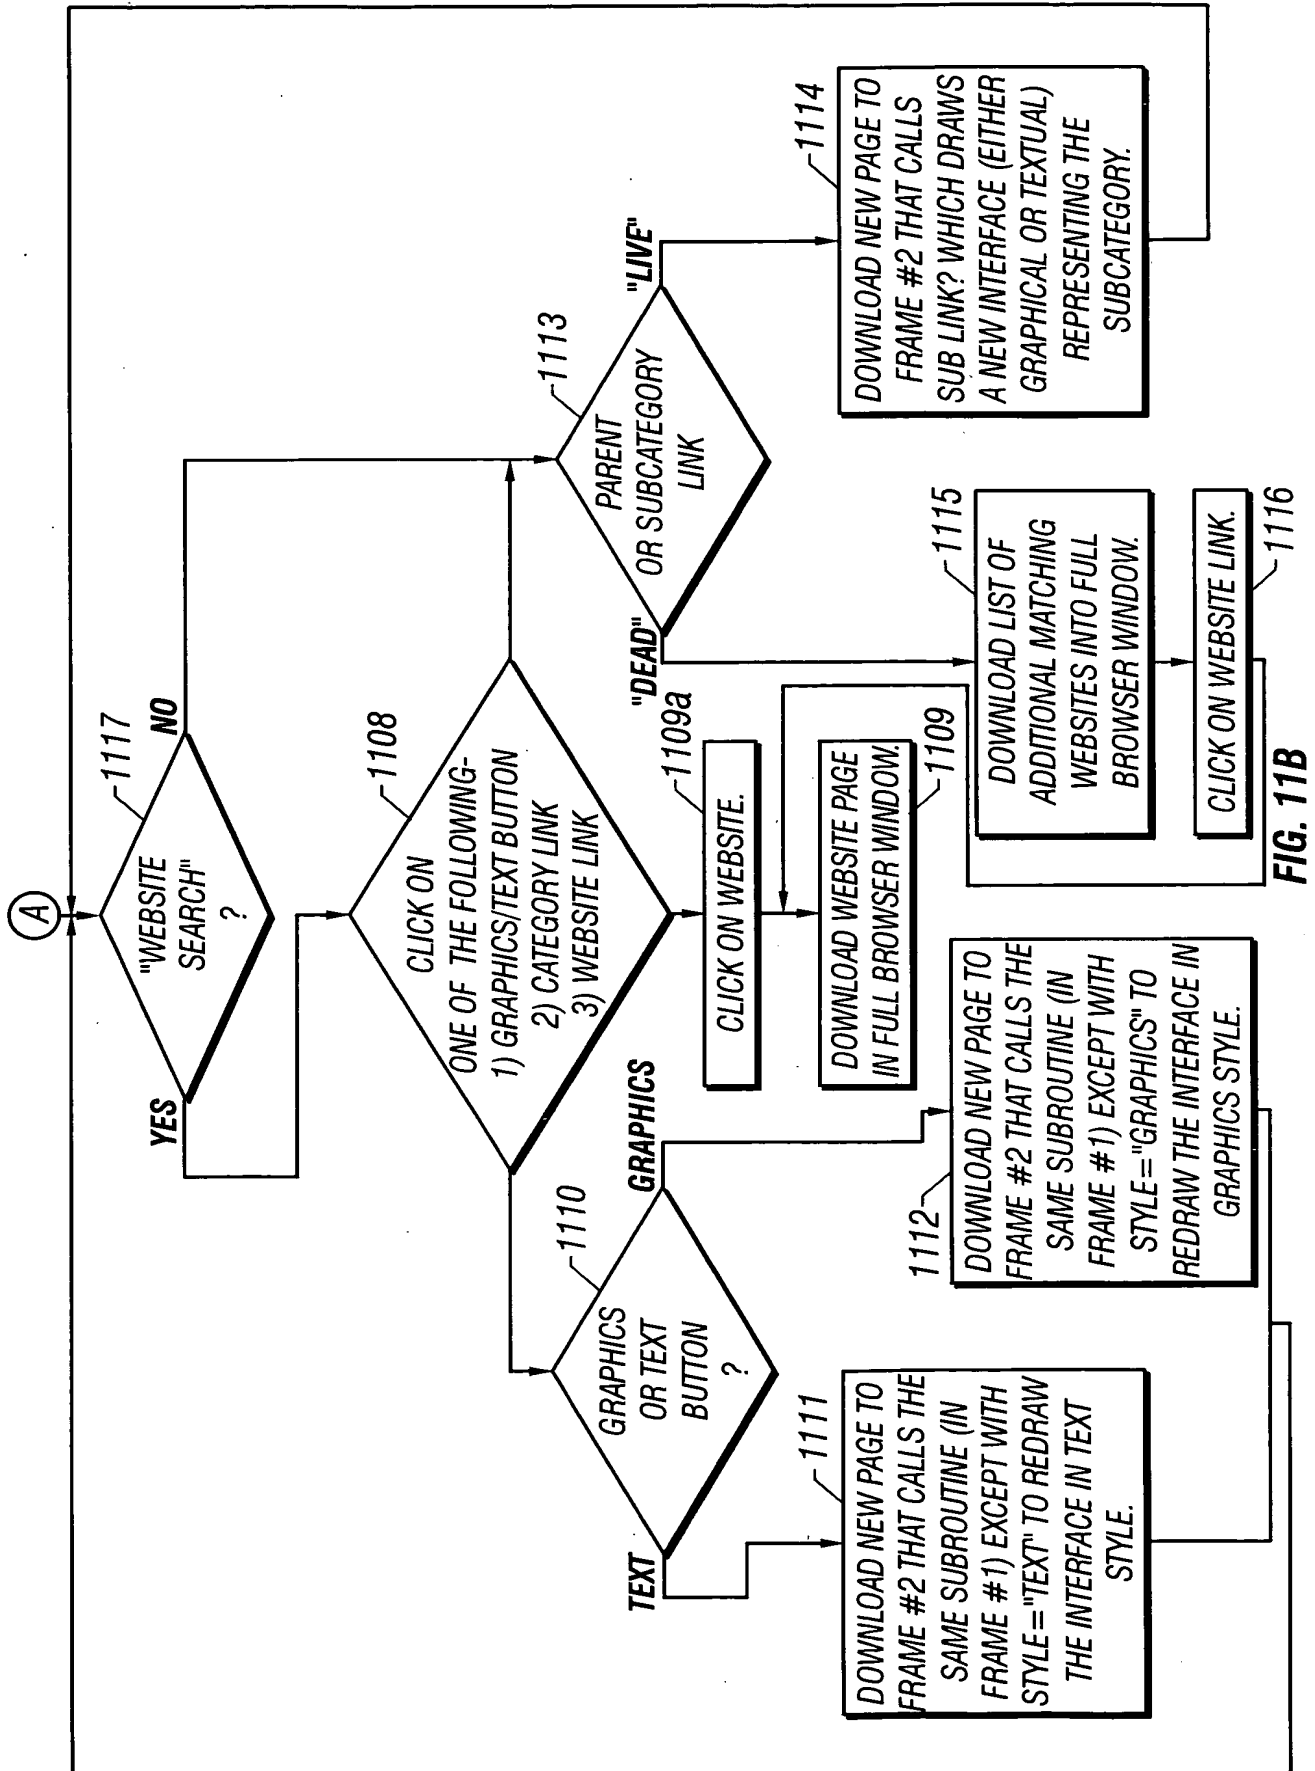 A
"WEBSITE
SEARCH"
?
1117
YES
NO
CLICK ON
ONE OF THE FOLLOWING-
1) GRAPHICS/TEXT BUTTON
2) CATEGORY LINK
3) WEBSITE LINK
1108
GRAPHICS
OR TEXT
BUTTON
?
1110
TEXT
GRAPHICS
CLICK ON WEBSITE.
1109a
DOWNLOAD WEBSITE PAGE
IN FULL BROWSER WINDOW.
1109
PARENT
OR SUBCATEGORY
LINK
1113
"DEAD"
"LIVE"
DOWNLOAD NEW PAGE TO
FRAME #2 THAT CALLS THE
SAME SUBROUTINE (IN
FRAME #1) EXCEPT WITH
STYLE="TEXT" TO REDRAW
THE INTERFACE IN TEXT
STYLE.
1111
DOWNLOAD NEW PAGE TO
FRAME #2 THAT CALLS THE
SAME SUBROUTINE (IN
FRAME #1) EXCEPT WITH
STYLE="GRAPHICS" TO
REDRAW THE INTERFACE IN
GRAPHICS STYLE.
1112
DOWNLOAD LIST OF
ADDITIONAL MATCHING
WEBSITES INTO FULL
BROWSER WINDOW.
1115
CLICK ON WEBSITE LINK.
1116
DOWNLOAD NEW PAGE TO
FRAME #2 THAT CALLS
SUB LINK? WHICH DRAWS
A NEW INTERFACE (EITHER
GRAPHICAL OR TEXTUAL)
REPRESENTING THE
SUBCATEGORY.
1114
FIG. 11B